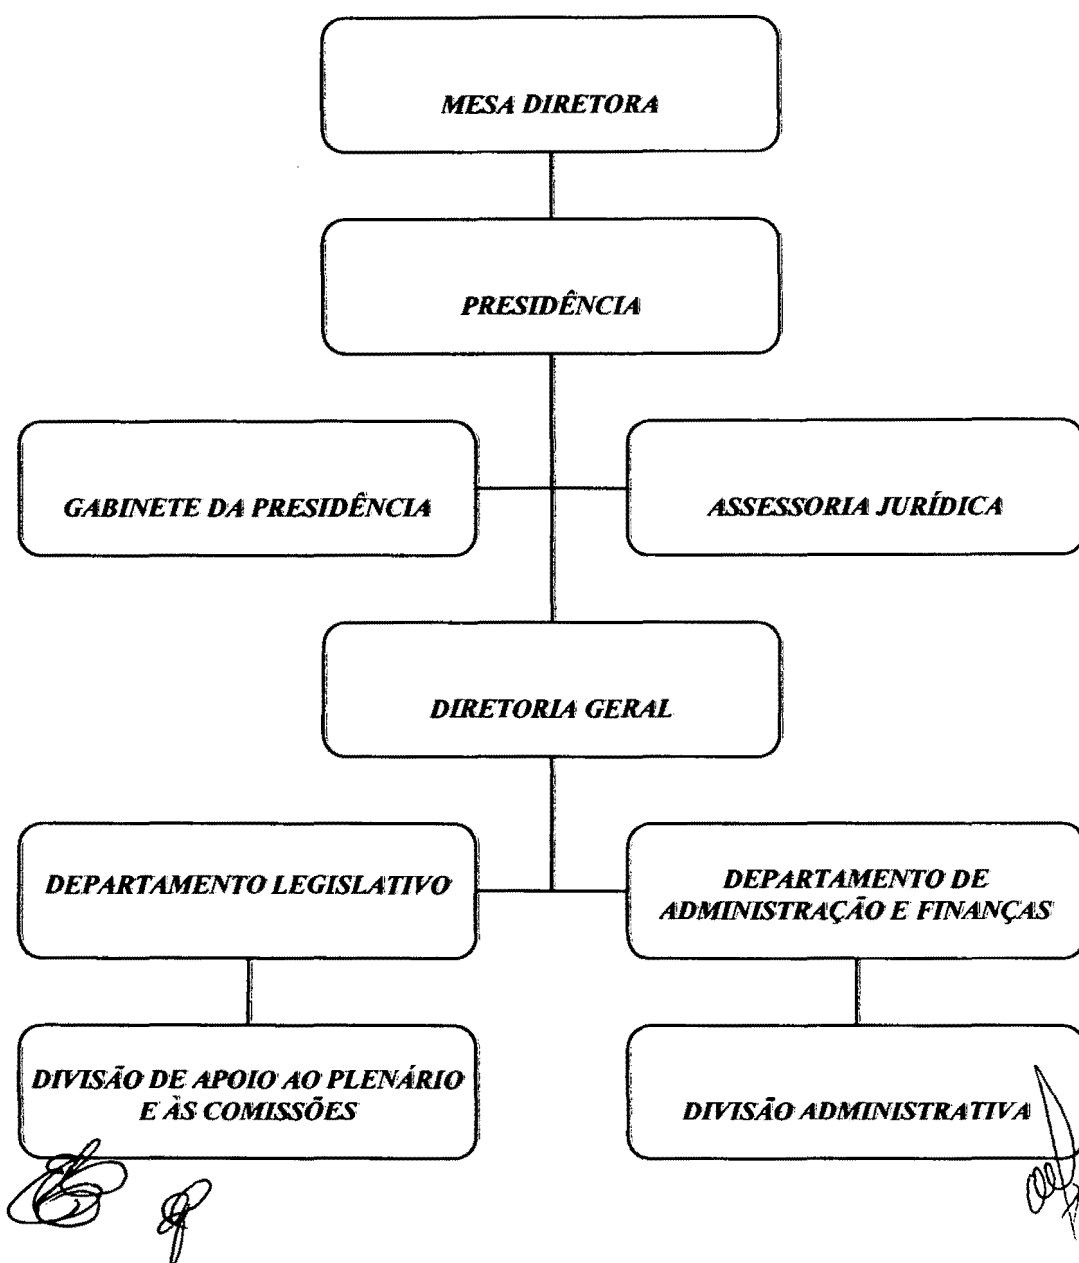 MESA DIRETORA
PRESIDÊNCIA
GABINETE DA PRESIDÊNCIA
ASSESSORIA JURÍDICA
DIRETORIA GERAL
DEPARTAMENTO LEGISLATIVO
DEPARTAMENTO DE
ADMINISTRAÇÃO E FINANÇAS
DIVISÃO DE APOIO AO PLENÁRIO
E ÀS COMISSÕES
DIVISÃO ADMINISTRATIVA